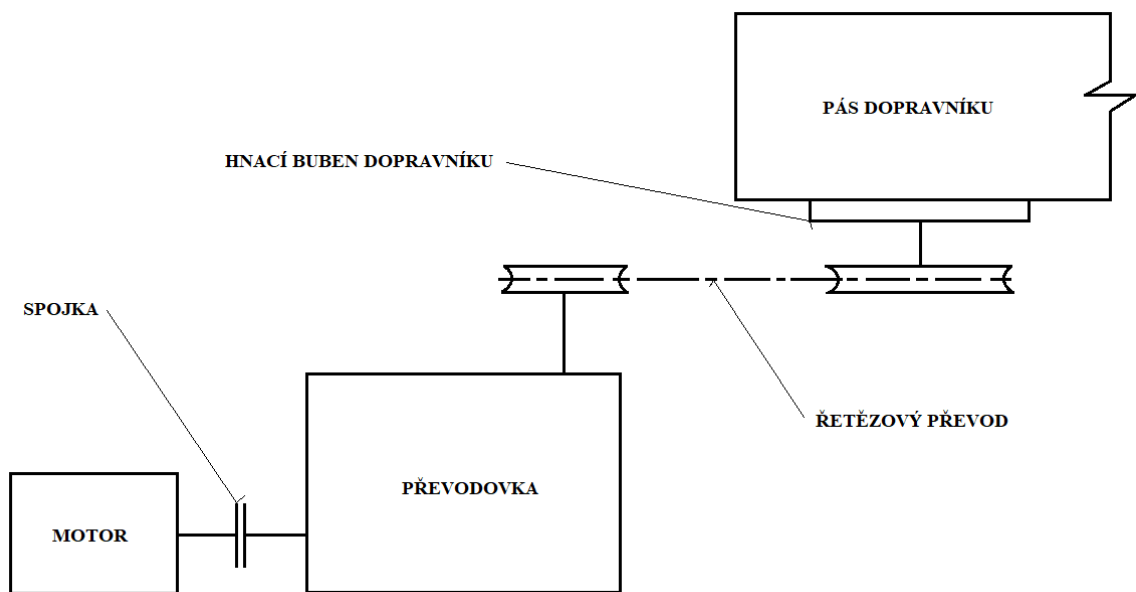 PÁS DOPRAVNÍKU
HNACÍ BUBEN DOPRAVNÍKU
SPOJKA
ŘETĚZOVÝ PŘEVOD
PŘEVODOVKA
MOTOR